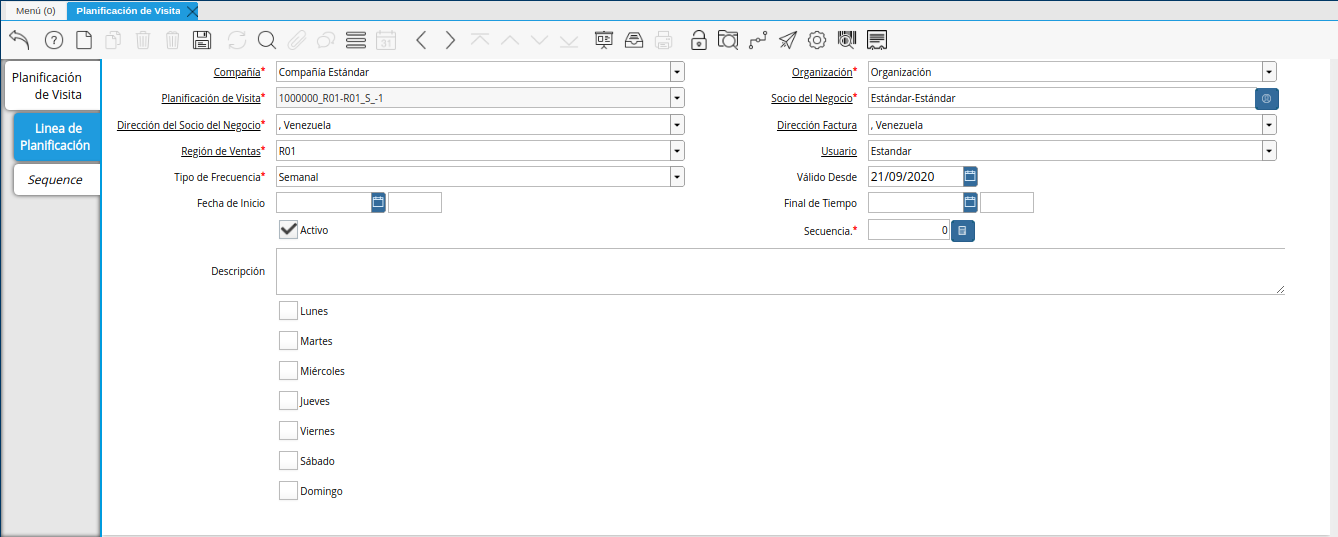 Menú (0)
Planificación de Visita
31
Planificación de Visita
Linea de Planificación
Sequence
Compañía* Compañía Estándar
Organización* Organización
Planificación de Visita* 1000000_R01-R01_S_-1
Socio del Negocio* Estándar-Estándar
Dirección del Socio del Negocio* , Venezuela
Dirección Factura , Venezuela
Región de Ventas* R01
Usuario Estandar
Tipo de Frecuencia* Semanal
Válido Desde 21/09/2020
Fecha de Inicio
Final de Tiempo
Activo
Secuencia.* 0
Descripción
Lunes
Martes
Miércoles
Jueves
Viernes
Sábado
Domingo